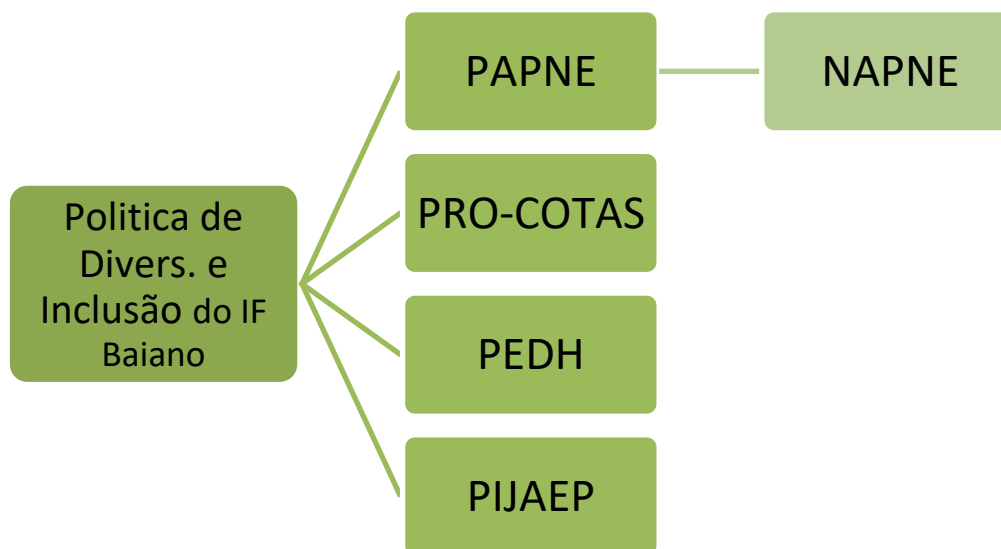 Politica de
Divers. e
Inclusão do IF
Baiano
PAPNE
NAPNE
PRO-COTAS
PEDH
PIJAEP